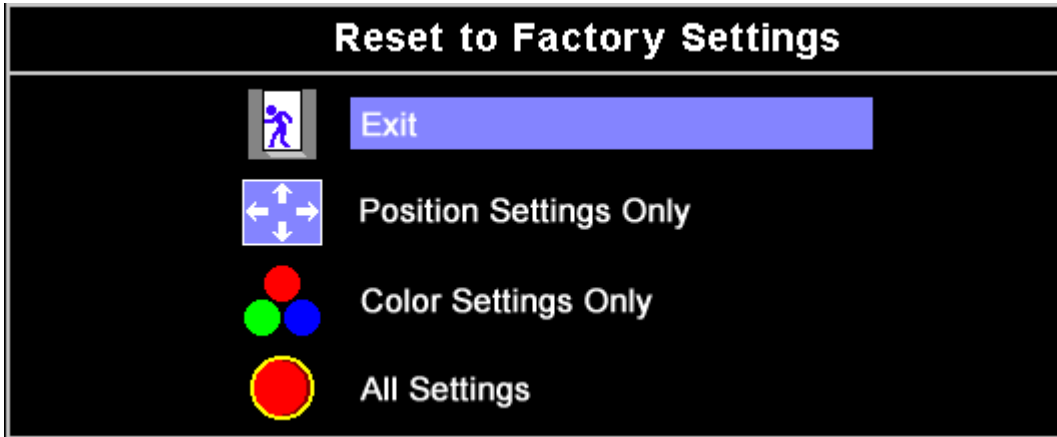 Reset to Factory Settings
Exit
Position Settings Only
Color Settings Only
All Settings